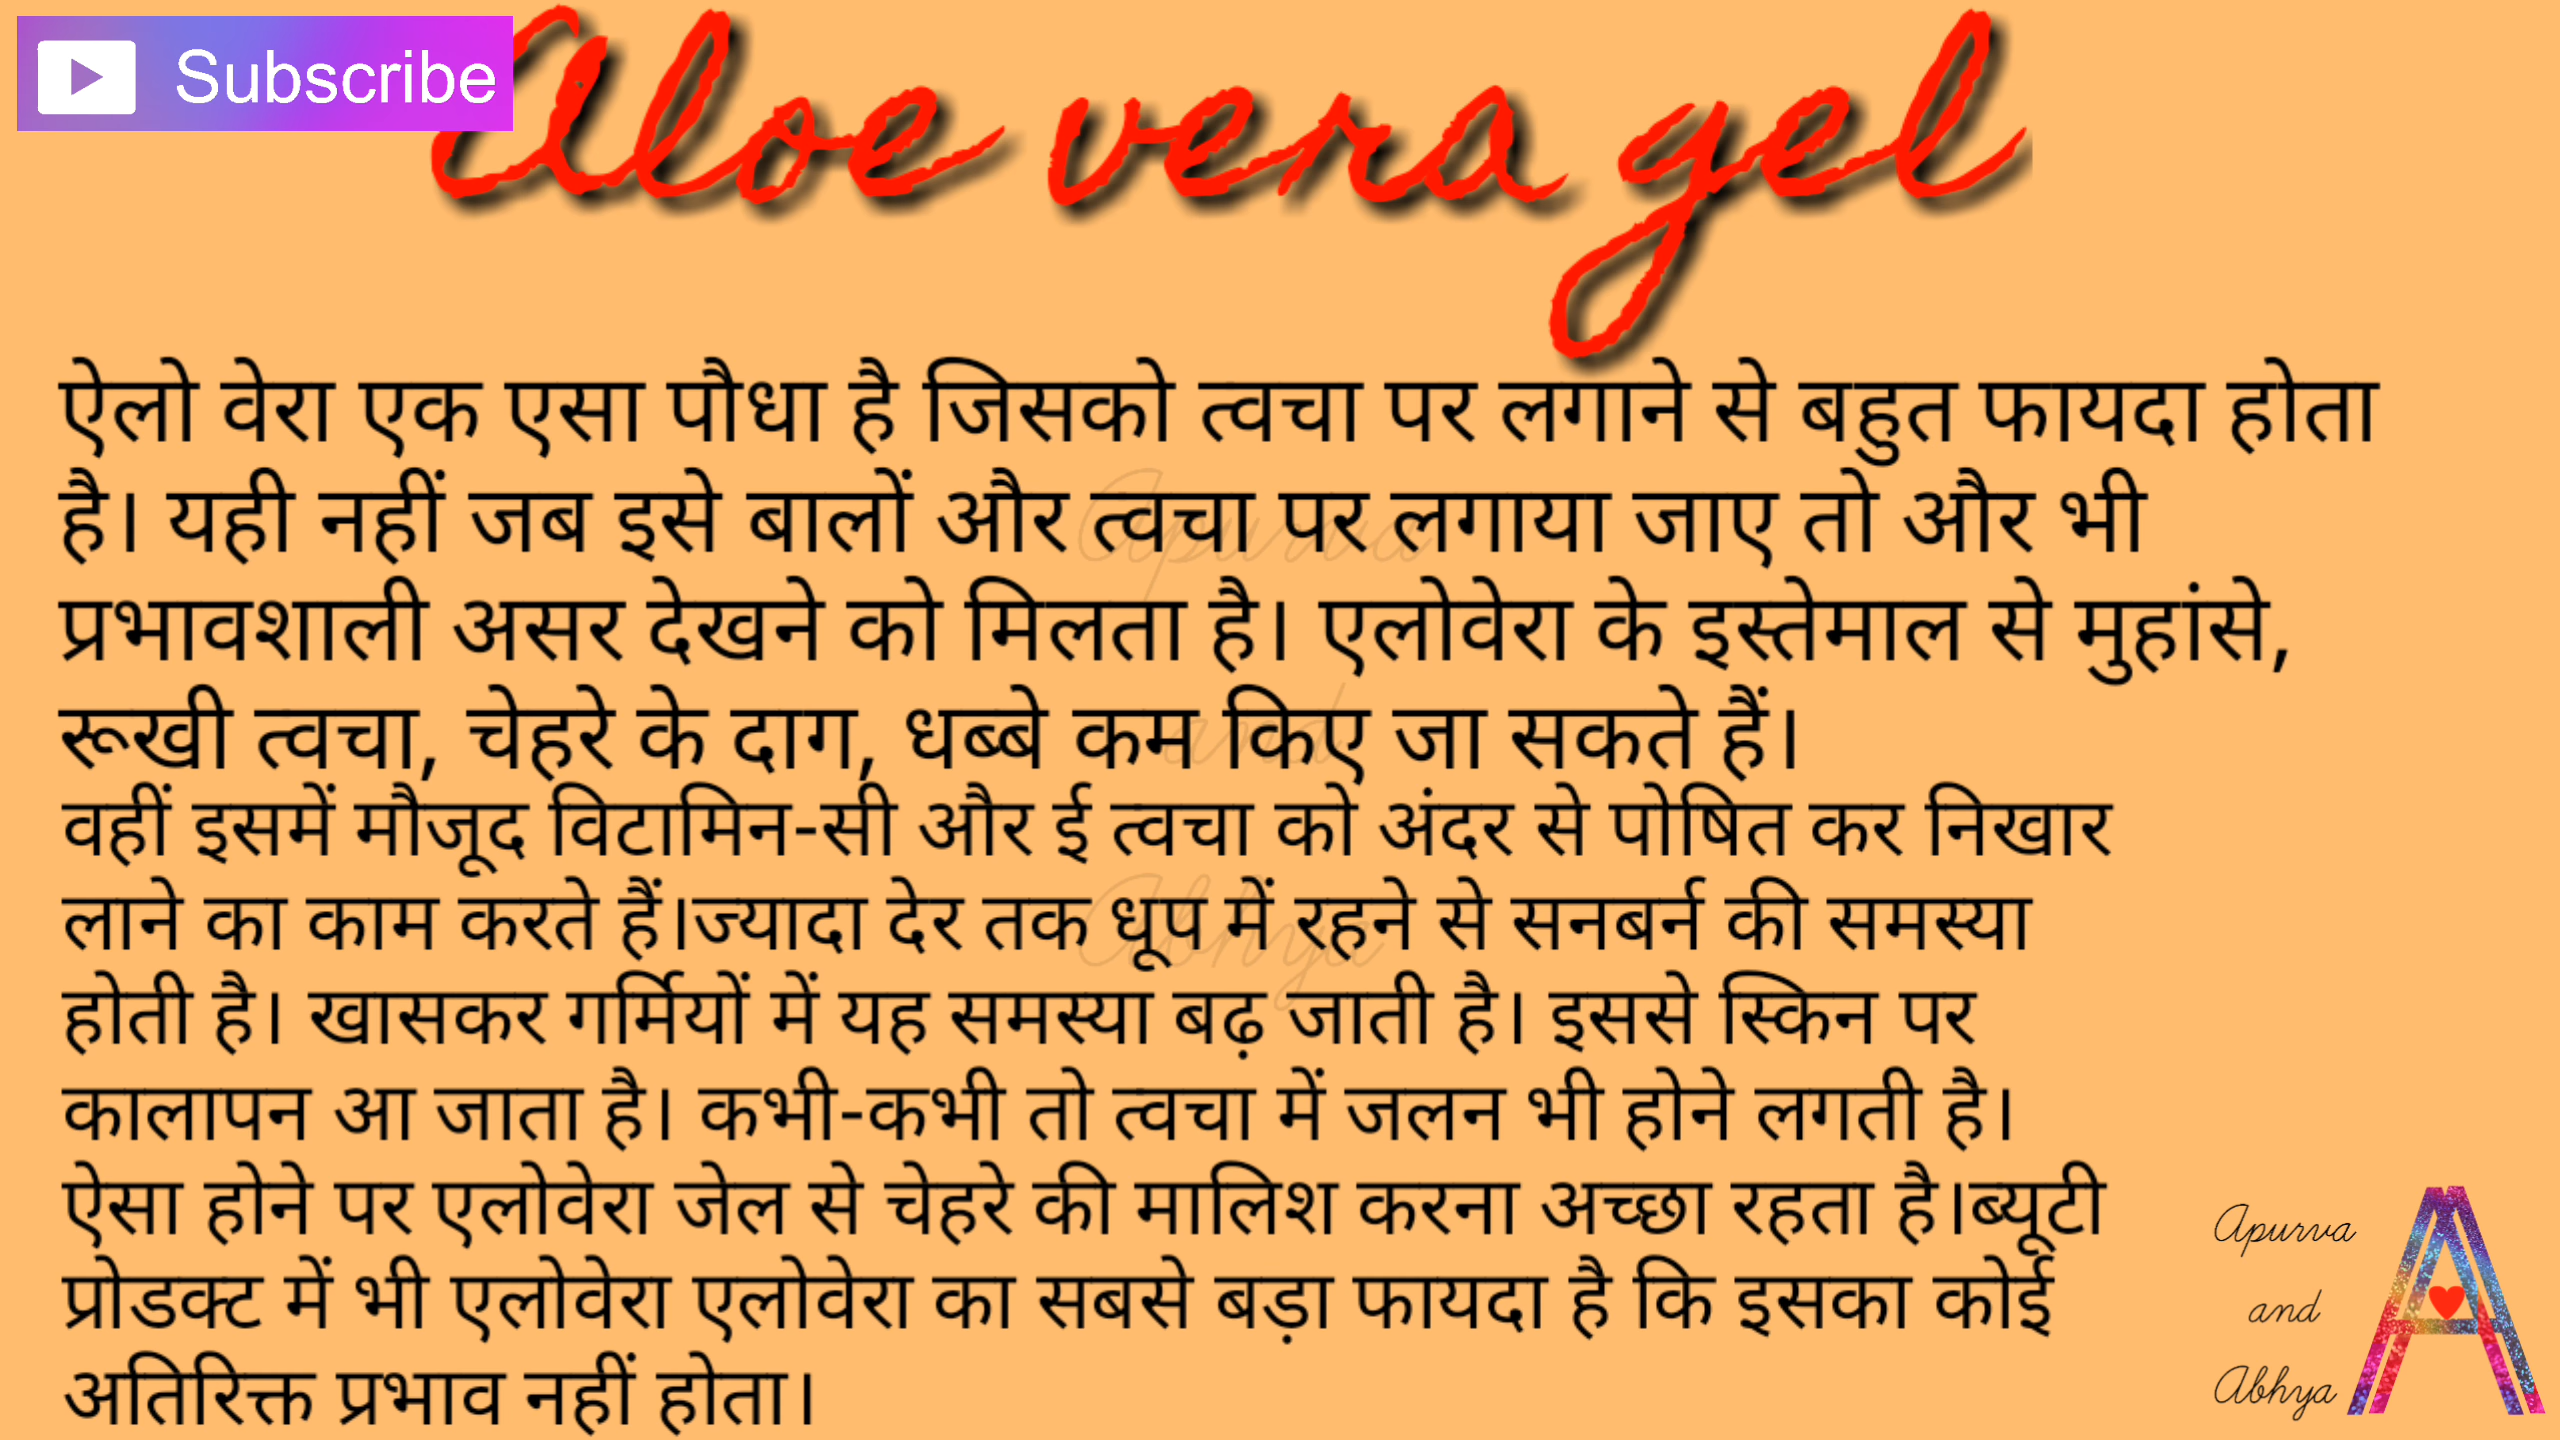 Subscribe
Aloe vera gel
ऐलो वेरा एक एसा पौधा है जिसको त्वचा पर लगाने से बहुत फायदा होता
है। यही नहीं जब इसे बालों और त्वचा पर लगाया जाए तो और भी
प्रभावशाली असर देखने को मिलता है। एलोवेरा के इस्तेमाल से मुहांसे,
रूखी त्वचा, चेहरे के दाग, धब्बे कम किए जा सकते हैं।
वहीं इसमें मौजूद विटामिन-सी और ई त्वचा को अंदर से पोषित कर निखार
लाने का काम करते हैं।ज्यादा देर तक धूप में रहने से सनबर्न की समस्या
होती है। खासकर गर्मियों में यह समस्या बढ़ जाती है। इससे स्किन पर
कालापन आ जाता है। कभी-कभी तो त्वचा में जलन भी होने लगती है।
ऐसा होने पर एलोवेरा जेल से चेहरे की मालिश करना अच्छा रहता है।ब्यूटी
प्रोडक्ट में भी एलोवेरा एलोवेरा का सबसे बड़ा फायदा है कि इसका कोई
अतिरिक्त प्रभाव नहीं होता।
Apurva
and
Abhya
Apurva
and
Abhya
A